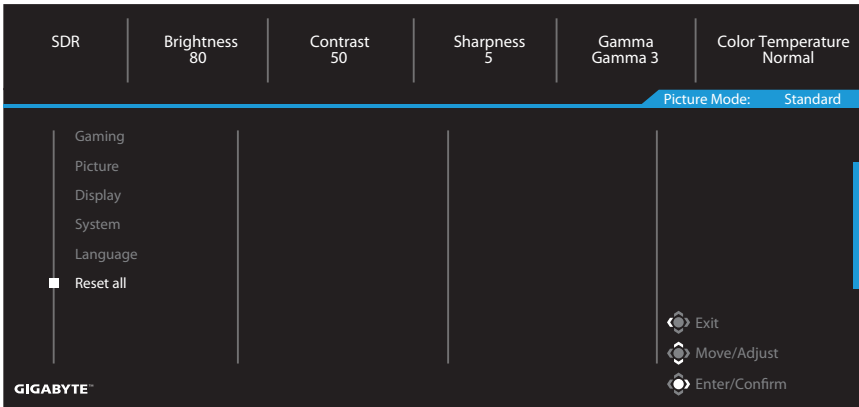 SDR Brightness Contrast Sharpness Gamma Color Temperature
80 50 5 Gamma 3 Normal
Picture Mode: Standard
Gaming
Picture
Display
System
Language
Reset all
Exit
Move/Adjust
Enter/Confirm
GIGABYTE™